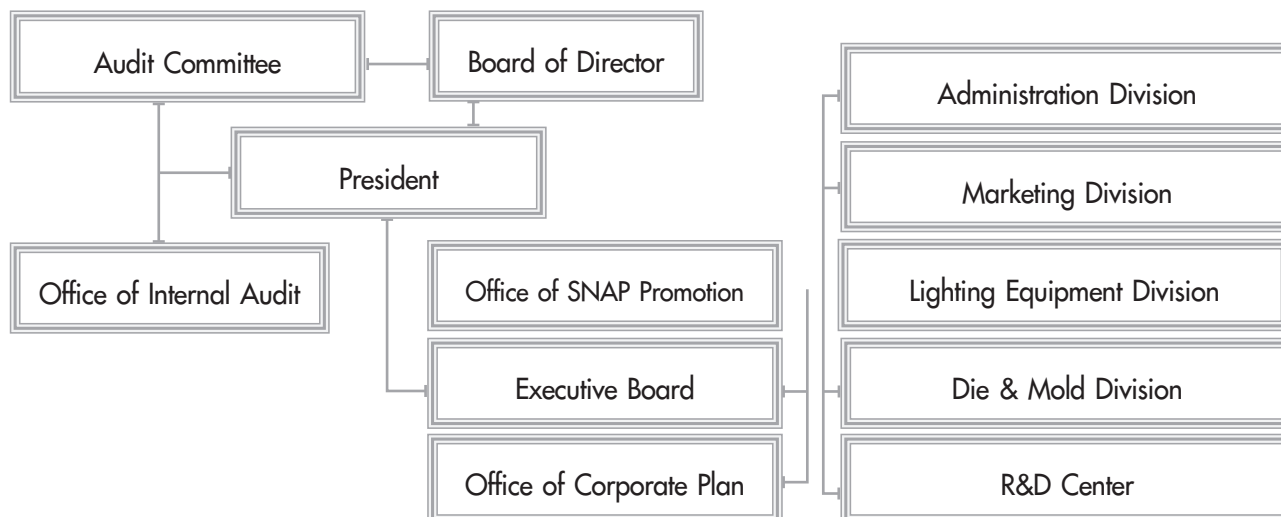 Audit Committee
Board of Director
President
Office of Internal Audit
Office of SNAP Promotion
Executive Board
Office of Corporate Plan
Administration Division
Marketing Division
Lighting Equipment Division
Die & Mold Division
R&D Center